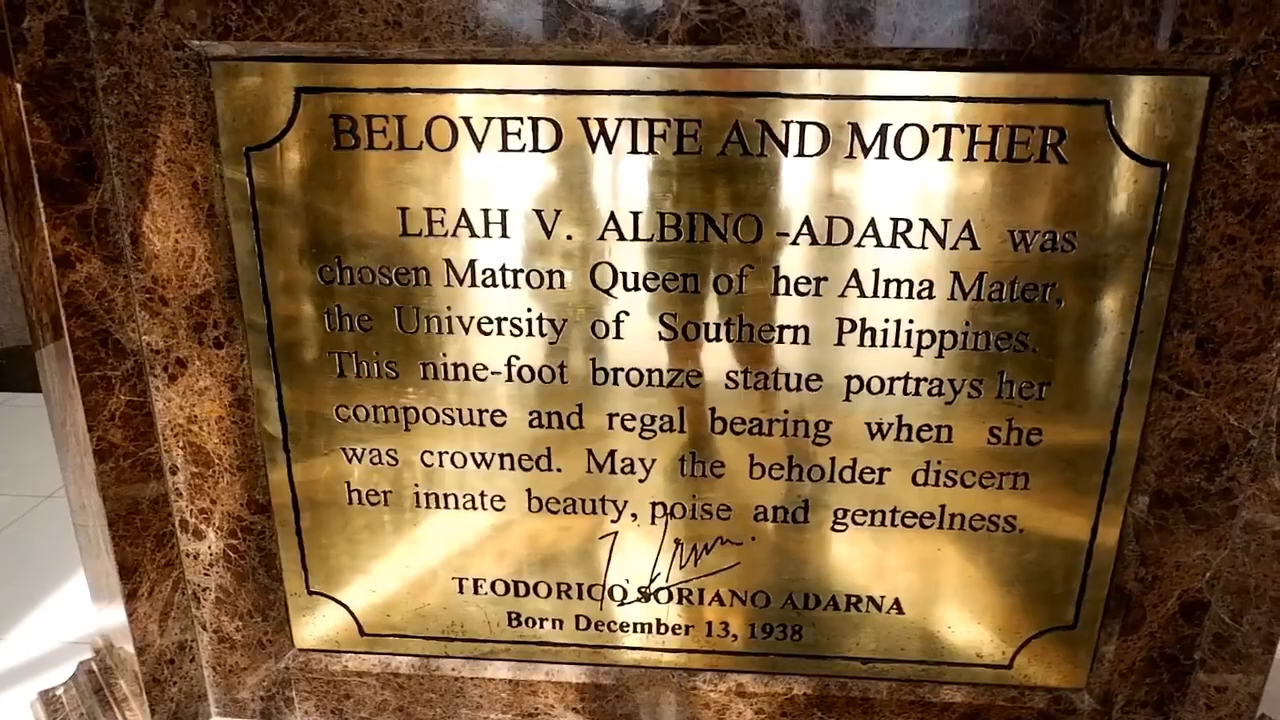 BELOVED WIFE AND MOTHER
LEAH V. ALBINO -ADARNA was
chosen Matron Queen of her Alma Mater,
the University of Southern Philippines.
This nine-foot bronze statue portrays her
composure and regal bearing when she
was crowned. May the beholder discern
her innate beauty, poise and genteelness.
TEODORICO SORIANO ADARNA
Born December 13, 1938